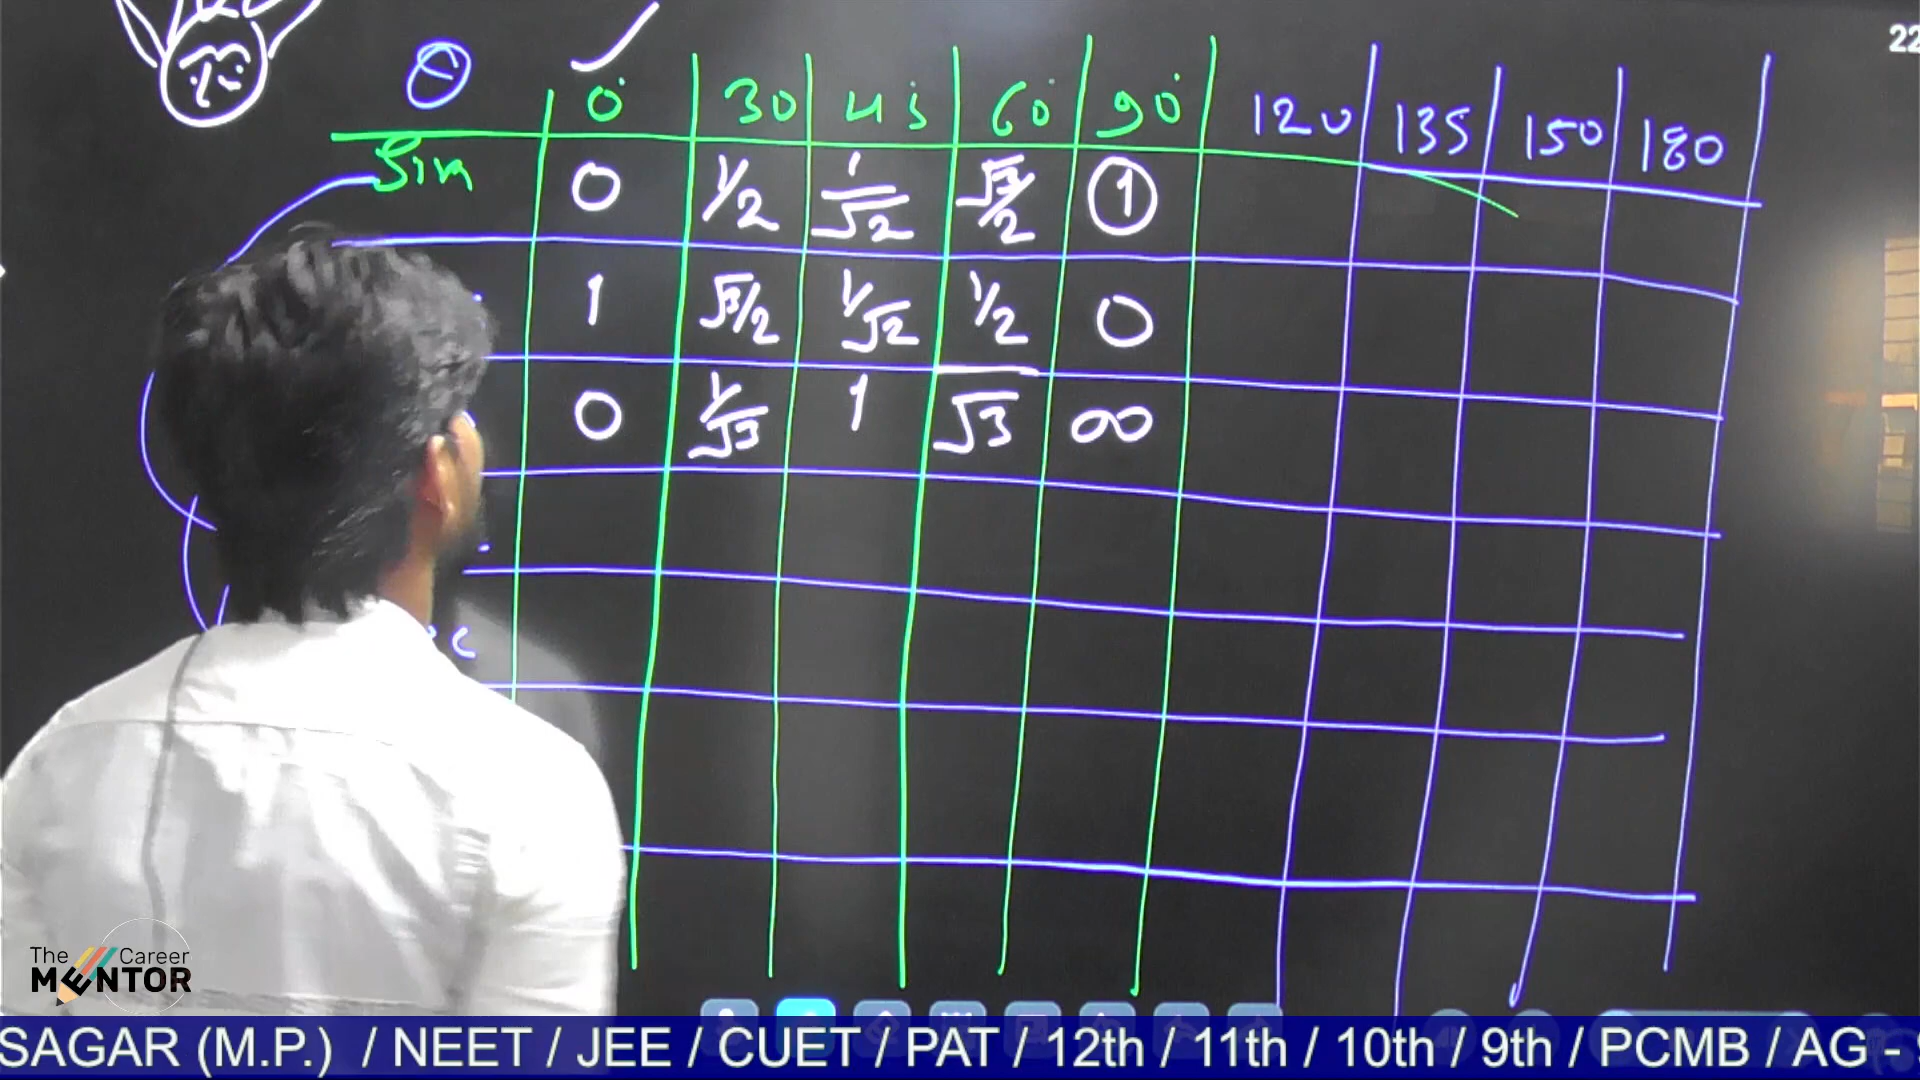 22
θ 0° 30 45 60° 90° 120 135 150 180
Sin 0 1/2 1/√2 √3/2 1
1 √3/2 1/√2 1/2 0
0 1/√3 1 √3 ∞
c
The Career
MENTOR
SAGAR (M.P.) / NEET / JEE / CUET / PAT / 12th / 11th / 10th / 9th / PCMB / AG -